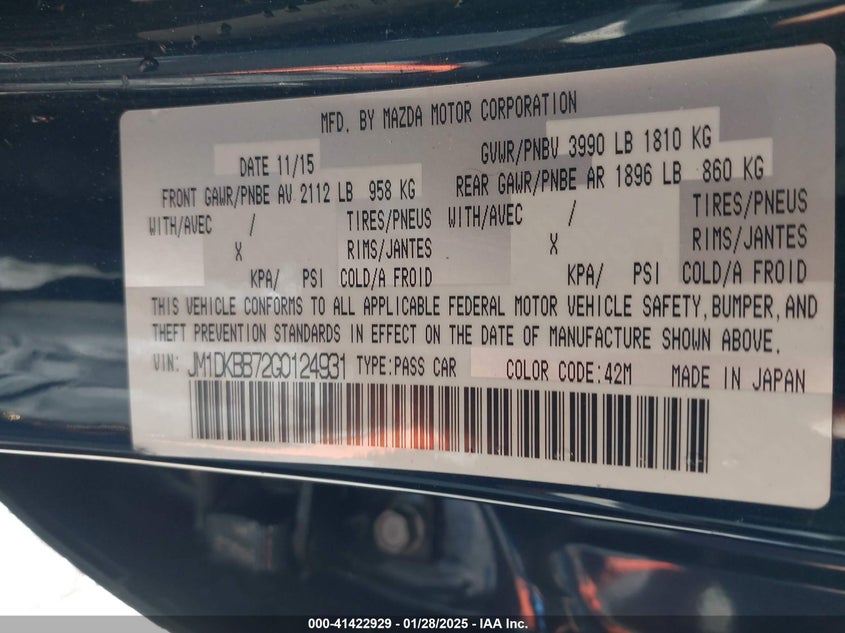 MFD. BY MAZDA MOTOR CORPORATION
DATE 11/15 GVWR/PNBV 3990 LB 1810 KG
FRONT GAWR/PNBE AV 2112 LB 958 KG REAR GAWR/PNBE AR 1896 LB 860 KG
WITH/AVEC / TIRES/PNEUS WITH/AVEC / TIRES/PNEUS
X RIMS/JANTES X RIMS/JANTES
KPA/ PSI COLD/A FROID KPA/ PSI COLD/A FROID
THIS VEHICLE CONFORMS TO ALL APPLICABLE FEDERAL MOTOR VEHICLE SAFETY, BUMPER, AND
THEFT PREVENTION STANDARDS IN EFFECT ON THE DATE OF MANUFACTURE SHOWN ABOVE.
VIN: JM1DKBB72G0124931 TYPE:PASS CAR COLOR CODE:42M MADE IN JAPAN
000-41422929 / 01/28/2025 - IAA Inc.